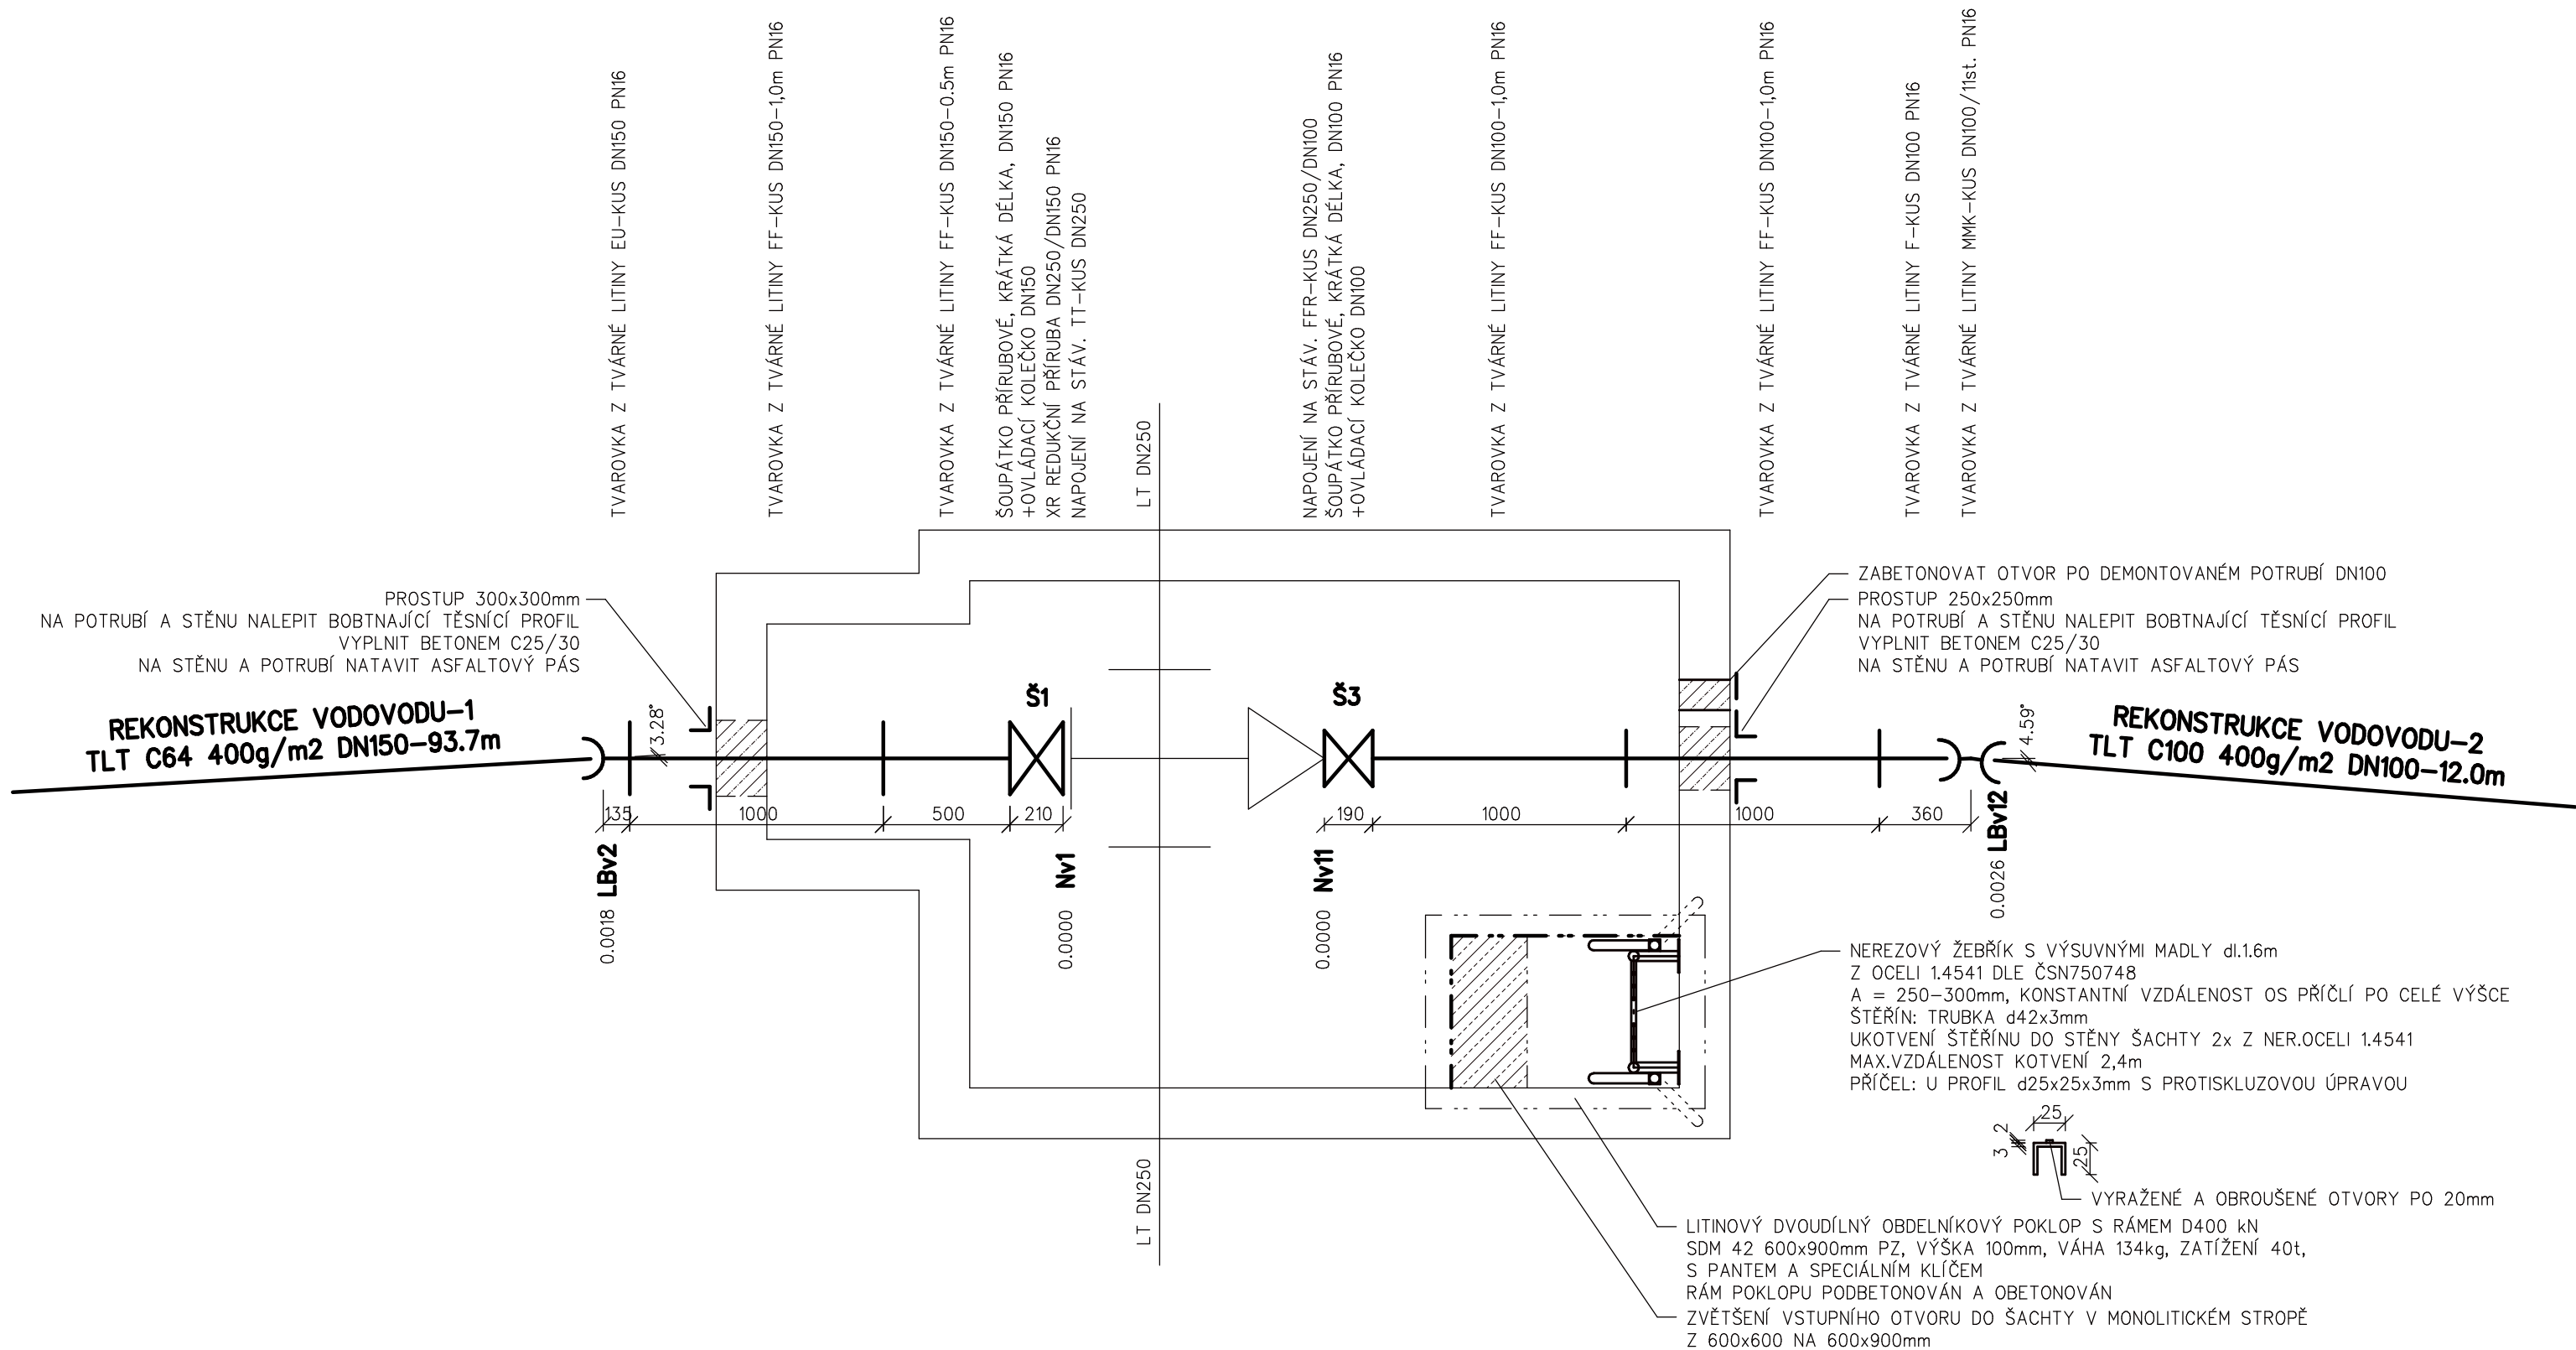 TVAROVKA Z TVÁRNÉ LITINY EU-KUS DN150 PN16
TVAROVKA Z TVÁRNÉ LITINY FF-KUS DN150-1,0m PN16
TVAROVKA Z TVÁRNÉ LITINY FF-KUS DN150-0.5m PN16
ŠOUPÁTKO PŘÍRUBOVÉ, KRÁTKÁ DÉLKA, DN150 PN16
+OVLÁDACÍ KOLEČKO DN150
XR REDUKČNÍ PŘÍRUBA DN250/DN150 PN16
NAPOJENÍ NA STÁV. TT-KUS DN250
LT DN250
NAPOJENÍ NA STÁV. FFR-KUS DN250/DN100
ŠOUPÁTKO PŘÍRUBOVÉ, KRÁTKÁ DÉLKA, DN100 PN16
+OVLÁDACÍ KOLEČKO DN100
TVAROVKA Z TVÁRNÉ LITINY FF-KUS DN100-1,0m PN16
TVAROVKA Z TVÁRNÉ LITINY FF-KUS DN100-1,0m PN16
TVAROVKA Z TVÁRNÉ LITINY F-KUS DN100 PN16
TVAROVKA Z TVÁRNÉ LITINY MMK-KUS DN100/11st. PN16
PROSTUP 300x300mm
NA POTRUBÍ A STĚNU NALEPIT BOBTNAJÍCÍ TĚSNÍCÍ PROFIL
VYPLNIT BETONEM C25/30
NA STĚNU A POTRUBÍ NATAVIT ASFALTOVÝ PÁS
ZABETONOVAT OTVOR PO DEMONTOVANÉM POTRUBÍ DN100
PROSTUP 250x250mm
NA POTRUBÍ A STĚNU NALEPIT BOBTNAJÍCÍ TĚSNÍCÍ PROFIL
VYPLNIT BETONEM C25/30
NA STĚNU A POTRUBÍ NATAVIT ASFALTOVÝ PÁS
REKONSTRUKCE VODOVODU-1
TLT C64 400g/m2 DN150-93.7m
3.28°
Š1
Š3
4.59°
REKONSTRUKCE VODOVODU-2
TLT C100 400g/m2 DN100-12.0m
135
1000
500
210
190
1000
1000
360
0.0018 LBv2
0.0000 Nv1
0.0000 Nv11
0.0026 LBv12
NEREZOVÝ ŽEBŘÍK S VÝSUVNÝMI MADLY dl.1.6m
Z OCELI 1.4541 DLE ČSN750748
A = 250-300mm, KONSTANTNÍ VZDÁLENOST OS PŘÍČLÍ PO CELÉ VÝŠCE
ŠTĚŘÍN: TRUBKA d42x3mm
UKOTVENÍ ŠTĚŘÍNU DO STĚNY ŠACHTY 2x Z NER.OCELI 1.4541
MAX.VZDÁLENOST KOTVENÍ 2,4m
PŘÍČEL: U PROFIL d25x25x3mm S PROTISKLUZOVOU ÚPRAVOU
25
3 2
25
VYRAŽENÉ A OBROUŠENÉ OTVORY PO 20mm
LT DN250
LITINOVÝ DVOUDÍLNÝ OBDELNÍKOVÝ POKLOP S RÁMEM D400 kN
SDM 42 600x900mm PZ, VÝŠKA 100mm, VÁHA 134kg, ZATÍŽENÍ 40t,
S PANTEM A SPECIÁLNÍM KLÍČEM
RÁM POKLOPU PODBETONOVÁN A OBETONOVÁN
ZVĚTŠENÍ VSTUPNÍHO OTVORU DO ŠACHTY V MONOLITICKÉM STROPĚ
Z 600x600 NA 600x900mm